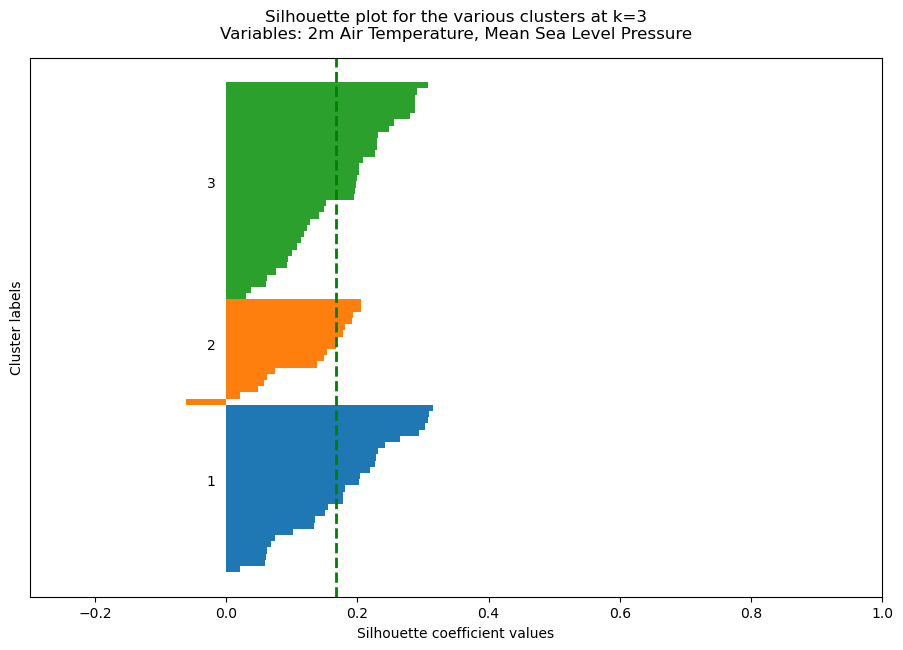 Silhouette plot for the various clusters at k=3
Variables: 2m Air Temperature, Mean Sea Level Pressure
Cluster labels
3
2
1
−0.2
0.0
0.2
0.4
0.6
0.8
1.0
Silhouette coefficient values